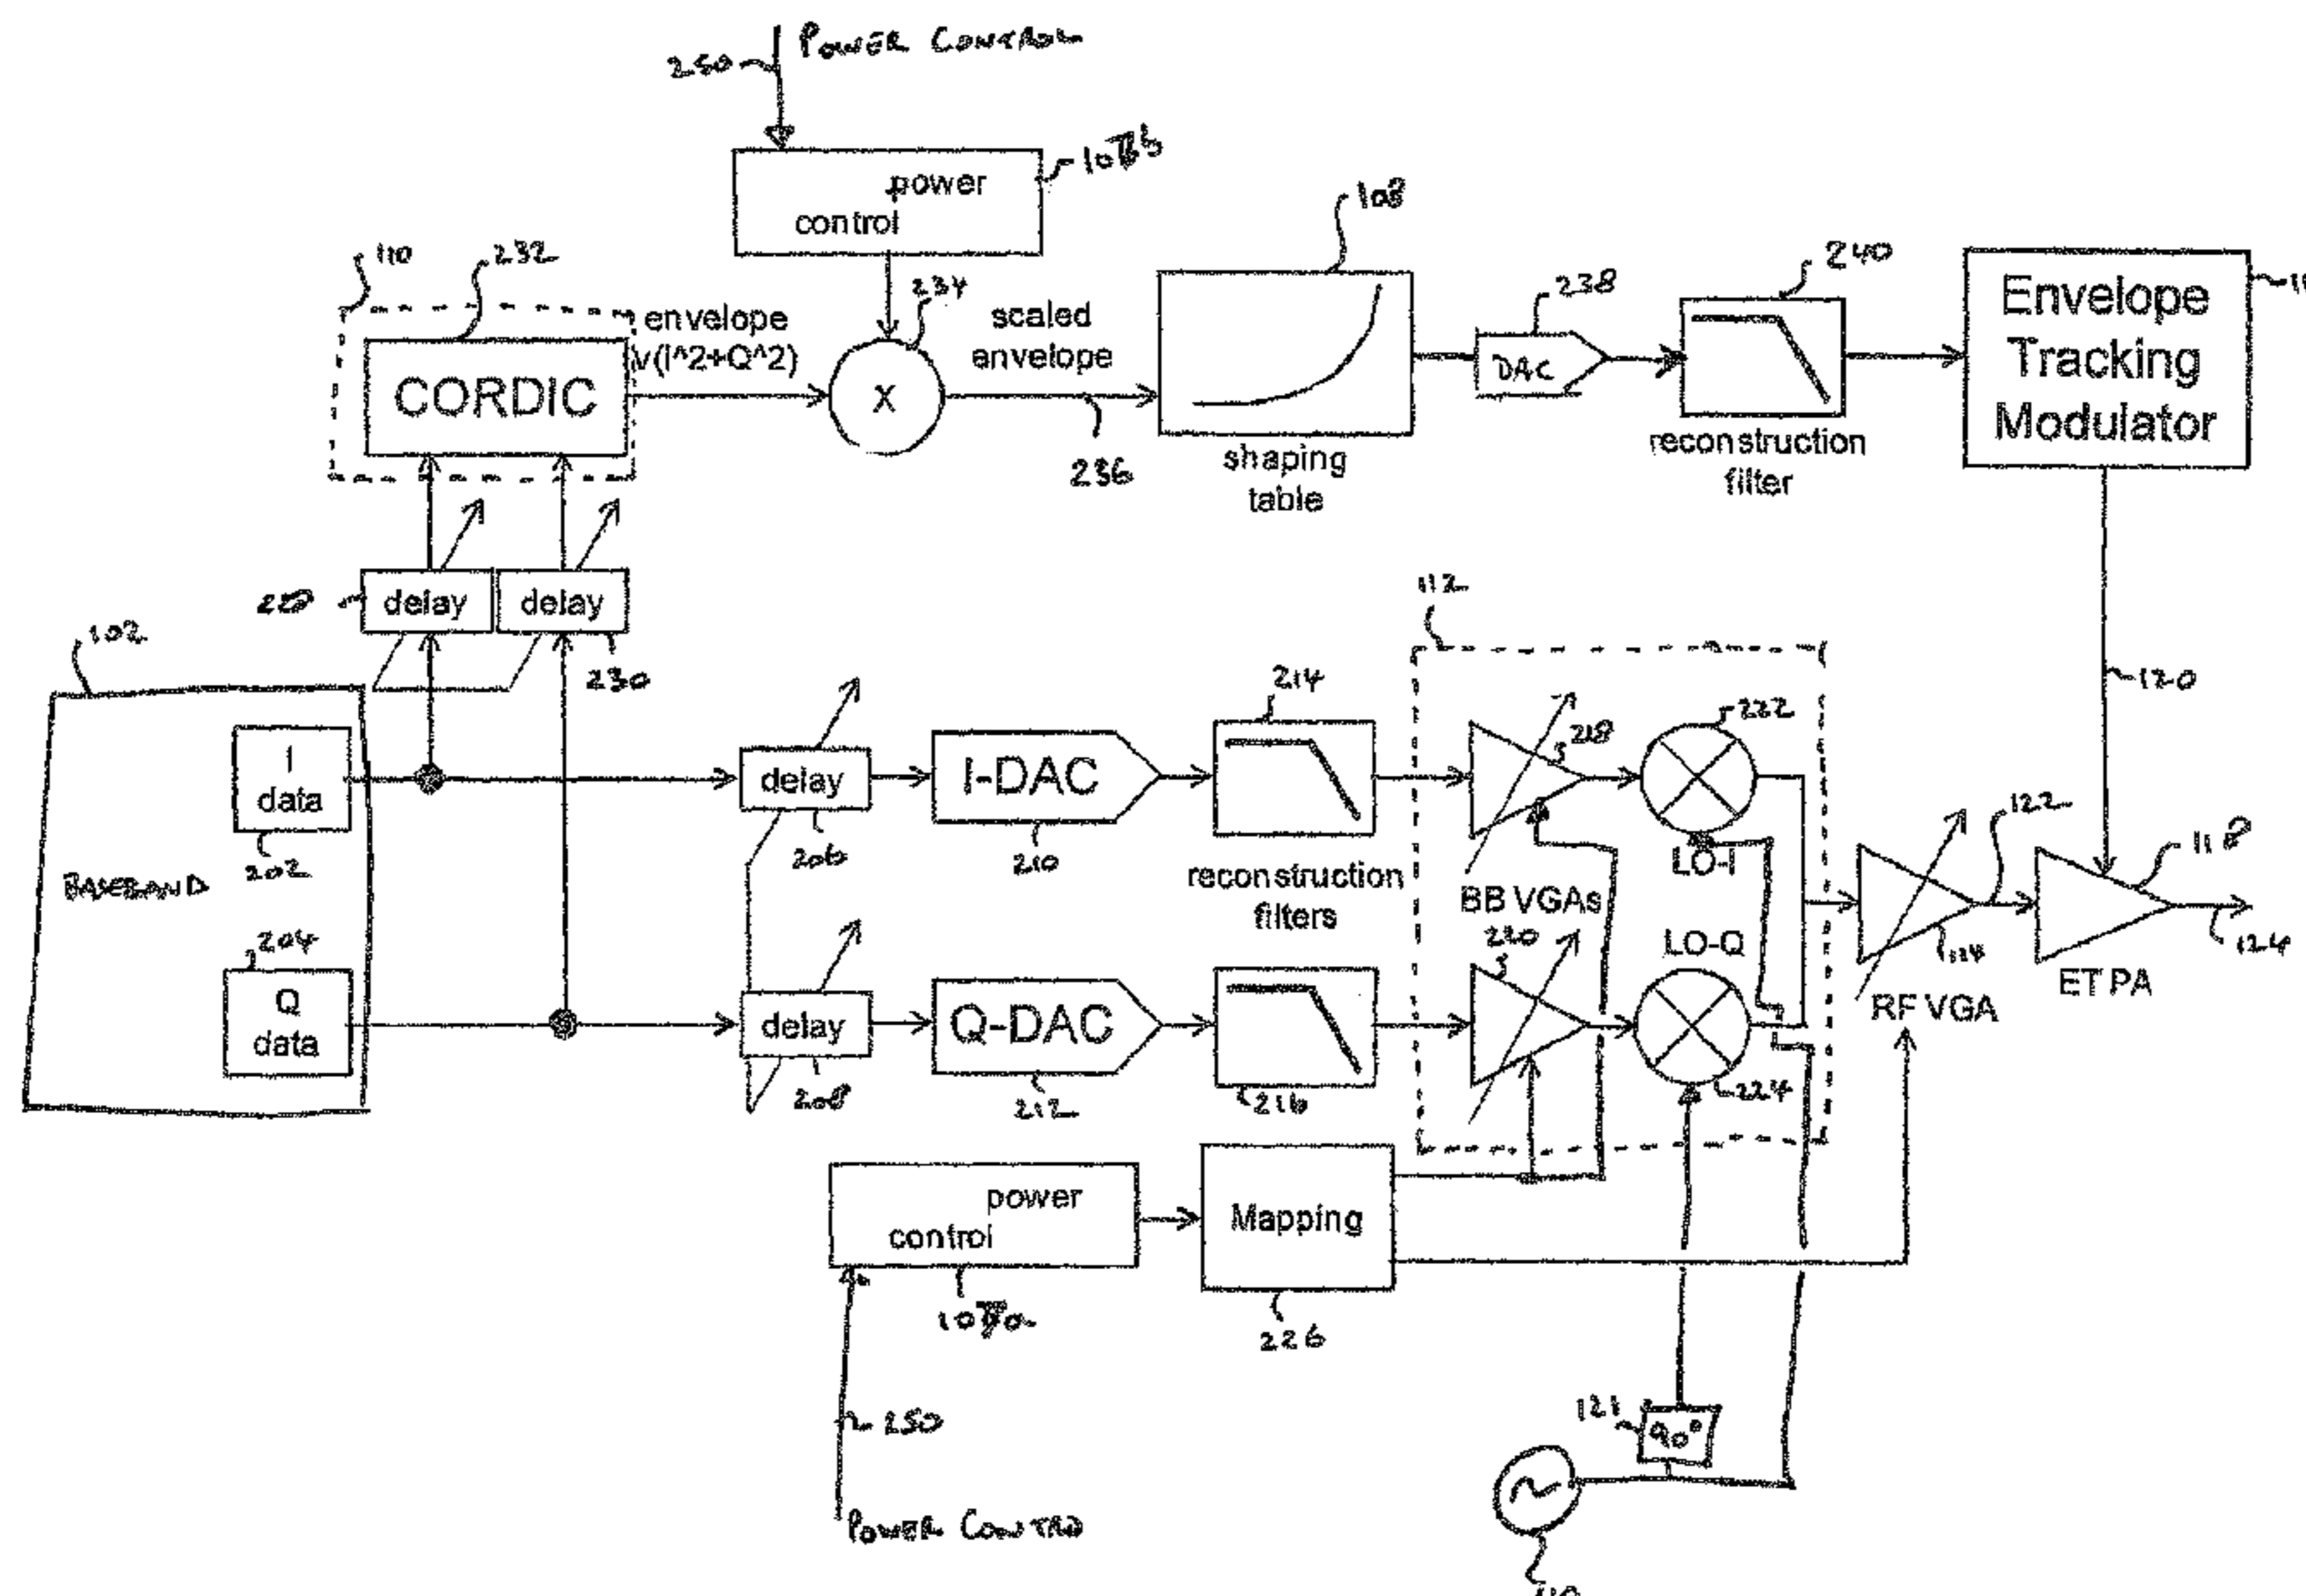 POWER CONTROL
250
power
control
108
110
232
234
240
Envelope
Tracking
Modulator
envelope
√(I^2+Q^2)
scaled
envelope
238
CORDIC
X
DAC
236
shaping
table
reconstruction
filter
delay
delay
230
112
102
120
I
data
202
BASEBAND
204
Q
data
delay
206
I-DAC
210
214
reconstruction
filters
218
222
LO-I
BB VGAs
220
LO-Q
122
118
124
RF VGA
ET PA
delay
208
Q-DAC
212
216
224
power
control
Mapping
226
250
POWER CONTRO
121
90°